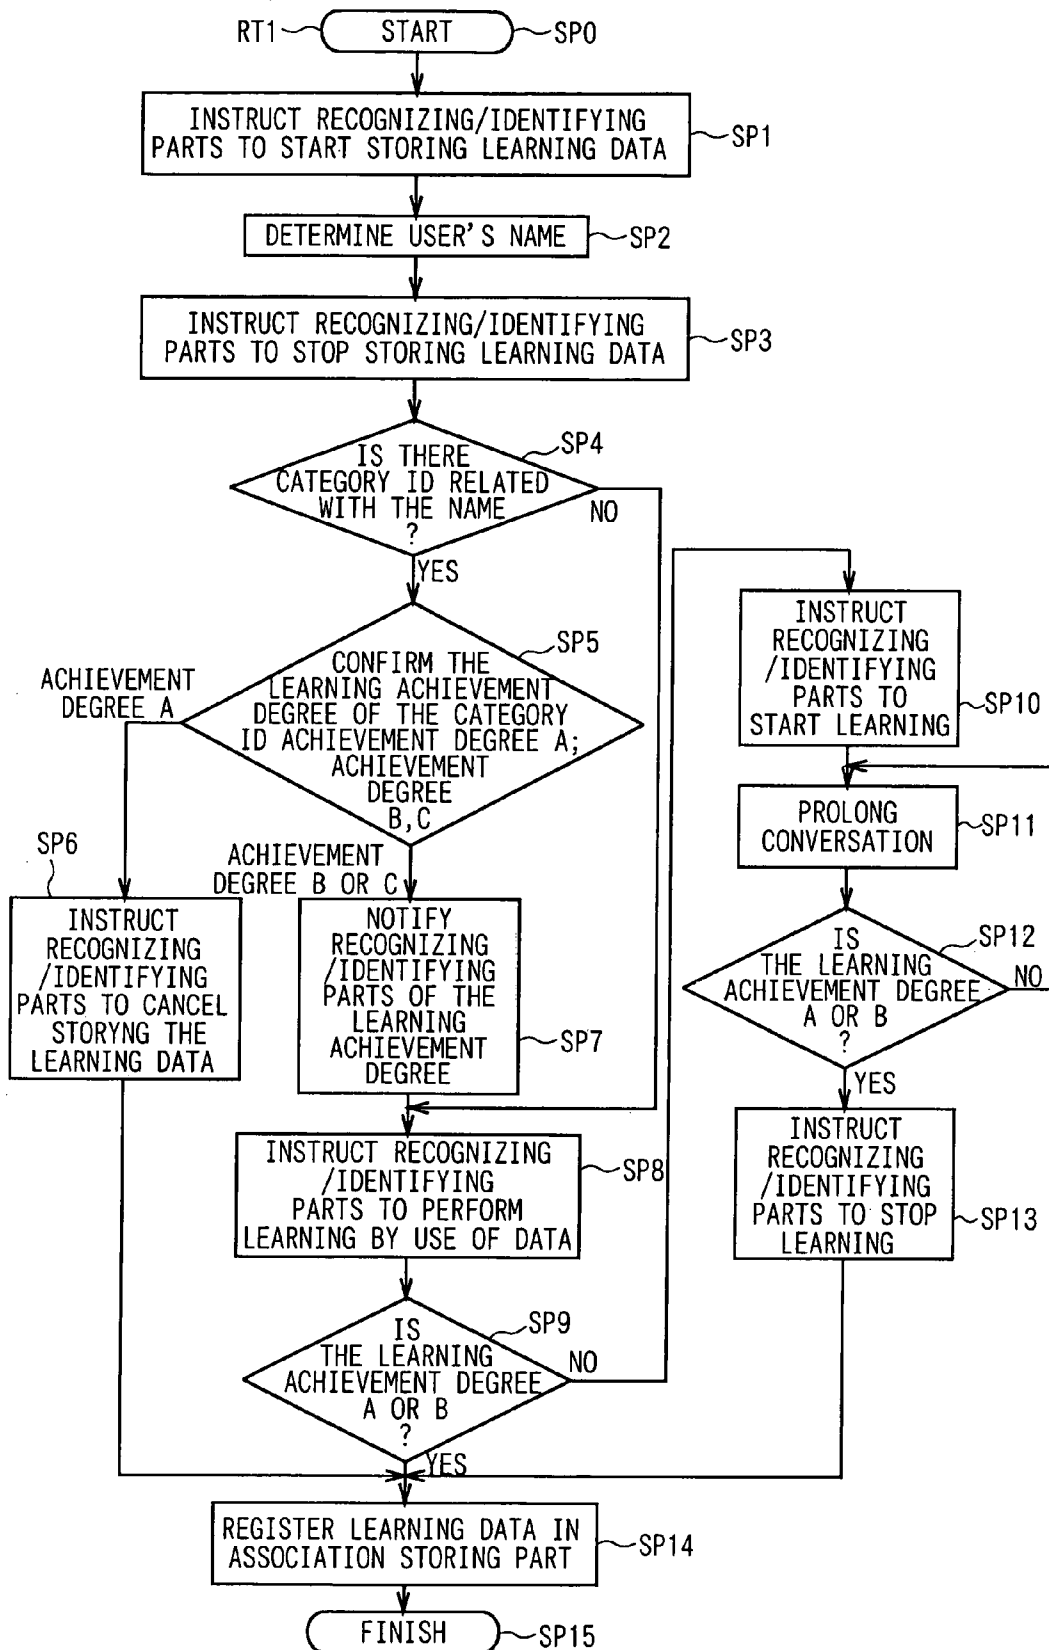 RT1
START
SP0
INSTRUCT RECOGNIZING/IDENTIFYING
PARTS TO START STORING LEARNING DATA
SP1
DETERMINE USER'S NAME
SP2
INSTRUCT RECOGNIZING/IDENTIFYING
PARTS TO STOP STORING LEARNING DATA
SP3
IS THERE
CATEGORY ID RELATED
WITH THE NAME
?
SP4
NO
YES
CONFIRM THE
LEARNING ACHIEVEMENT
DEGREE OF THE CATEGORY
ID ACHIEVEMENT DEGREE A;
ACHIEVEMENT
DEGREE
B,C
SP5
ACHIEVEMENT
DEGREE A
SP6
INSTRUCT
RECOGNIZING
/IDENTIFYING
PARTS TO CANCEL
STORYNG THE
LEARNING DATA
ACHIEVEMENT
DEGREE B OR C
NOTIFY
RECOGNIZING
/IDENTIFYING
PARTS OF THE
LEARNING
ACHIEVEMENT
DEGREE
SP7
INSTRUCT RECOGNIZING
/IDENTIFYING
PARTS TO PERFORM
LEARNING BY USE OF DATA
SP8
IS
THE LEARNING
ACHIEVEMENT DEGREE
A OR B
?
SP9
NO
YES
INSTRUCT
RECOGNIZING
/IDENTIFYING
PARTS TO
START LEARNING
SP10
PROLONG
CONVERSATION
SP11
IS
THE LEARNING
ACHIEVEMENT DEGREE
A OR B
?
SP12
NO
YES
INSTRUCT
RECOGNIZING
/IDENTIFYING
PARTS TO STOP
LEARNING
SP13
REGISTER LEARNING DATA IN
ASSOCIATION STORING PART
SP14
FINISH
SP15